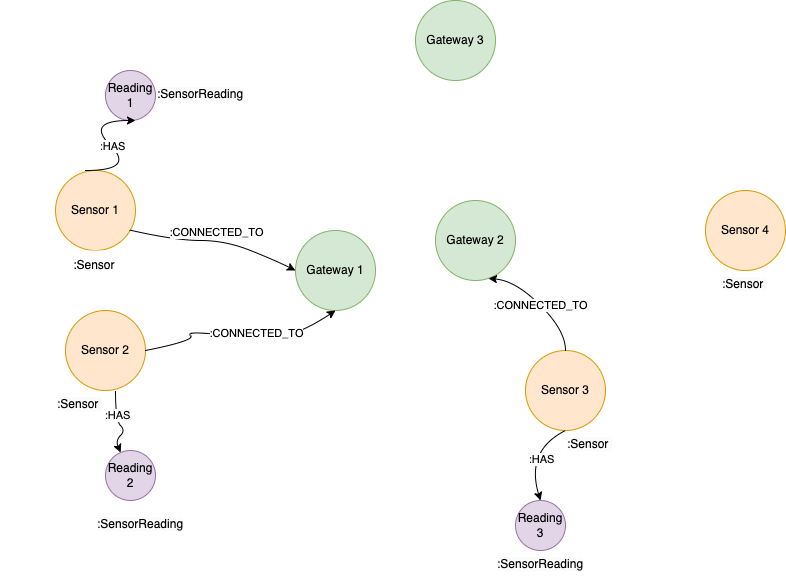 Gateway 3
Reading
1
:SensorReading
:HAS
Sensor 1
:CONNECTED_TO
:Sensor
Gateway 1
Gateway 2
Sensor 4
:Sensor
:CONNECTED_TO
:CONNECTED_TO
Sensor 2
:Sensor
:HAS
Sensor 3
:Sensor
:HAS
Reading
2
:SensorReading
Reading
3
:SensorReading